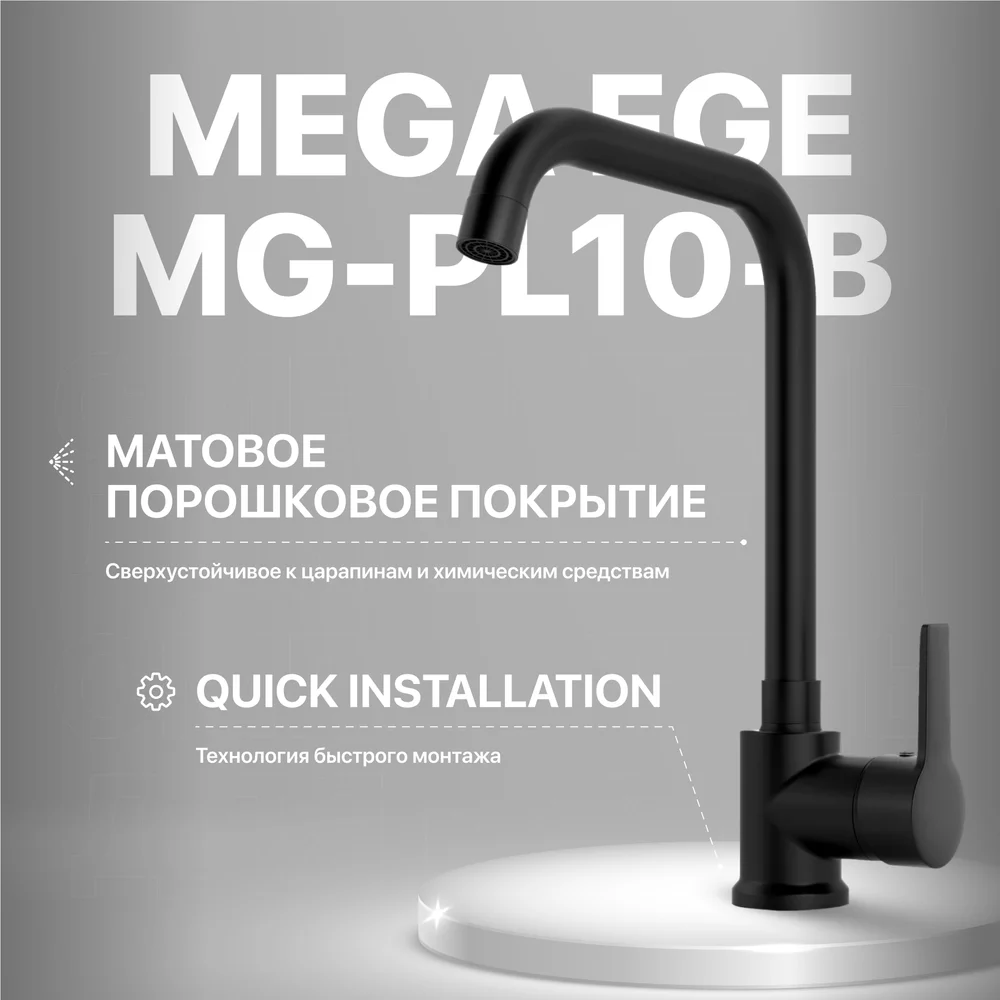 MEGA EGE
MG-PL10-B
МАТОВОЕ
ПОРОШКОВОЕ ПОКРЫТИЕ
Сверхустойчивое к царапинам и химическим средствам
QUICK INSTALLATION
Технология быстрого монтажа